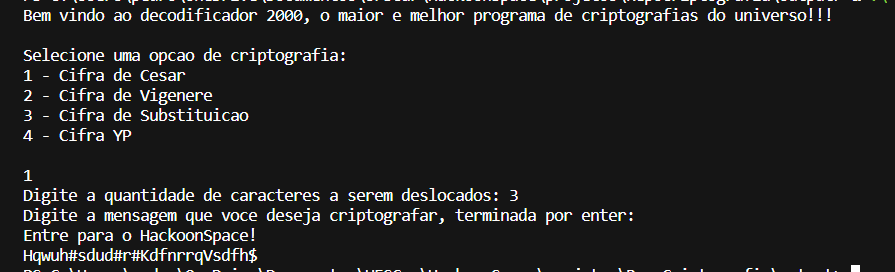 Bem vindo ao decodificador 2000, o maior e melhor programa de criptografias do universo!!!
Selecione uma opcao de criptografia:
1 - Cifra de Cesar
2 - Cifra de Vigenere
3 - Cifra de Substituicao
4 - Cifra YP
1
Digite a quantidade de caracteres a serem deslocados: 3
Digite a mensagem que voce deseja criptografar, terminada por enter:
Entre para o HackoonSpace!
Hqwuh#sdud#r#KdfnrrqVsdfh$